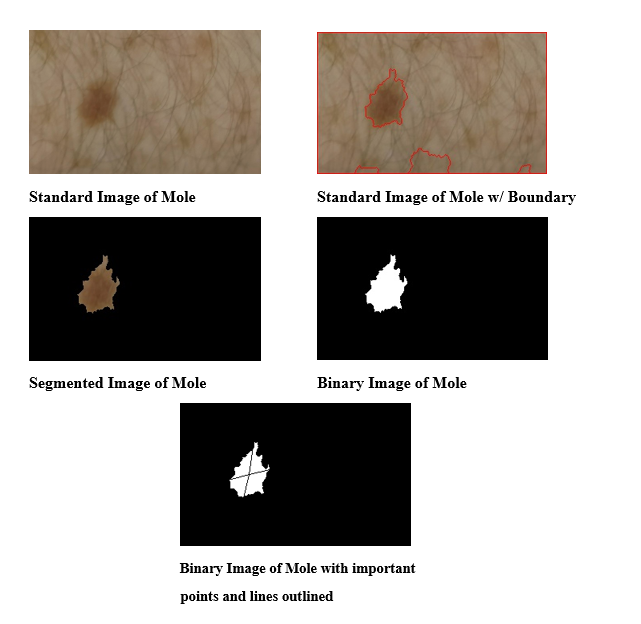 Standard Image of Mole
Standard Image of Mole w/ Boundary
Segmented Image of Mole
Binary Image of Mole
Binary Image of Mole with important
points and lines outlined